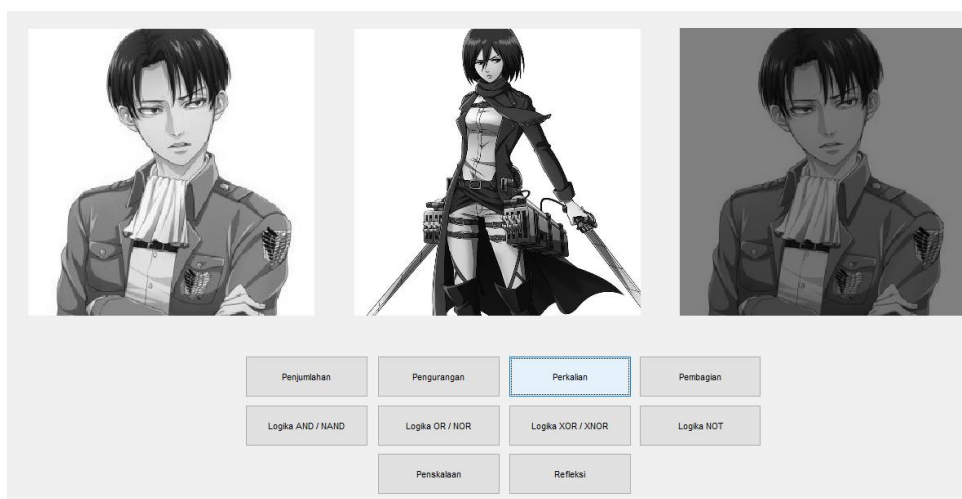 Penjumlahan Pengurangan Perkalian Pembagian
Logika AND / NAND Logika OR / NOR Logika XOR / XNOR Logika NOT
Penskalaan Refleksi